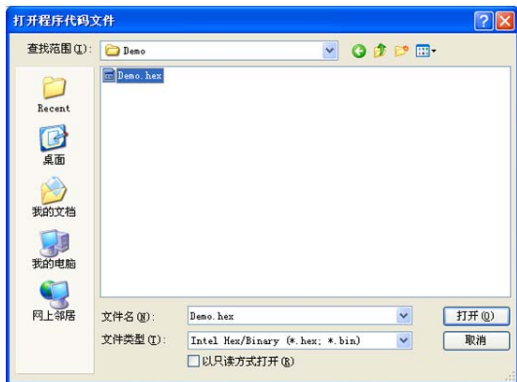 打开程序代码文件
查找范围(I): Demo
Demo.hex
Recent
桌面
我的文档
我的电脑
网上邻居
文件名(N): Demo.hex 打开(O)
文件类型(T): Intel Hex/Binary (*.hex; *.bin) 取消
以只读方式打开(R)